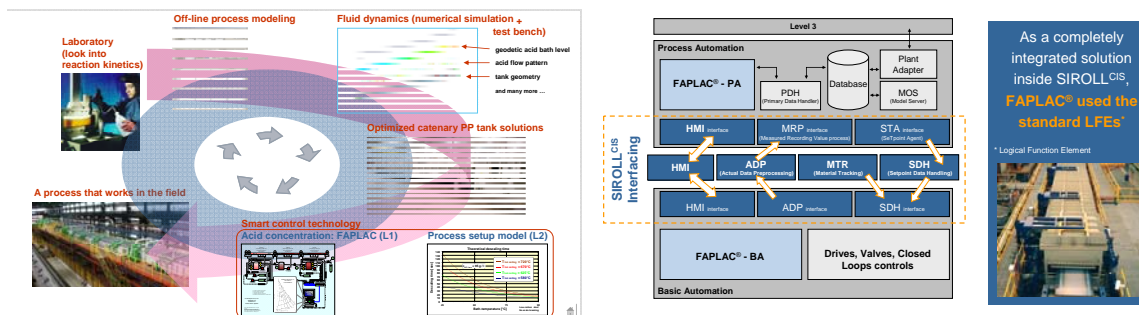 Off-line process modeling
Fluid dynamics (numerical simulation +
test bench)
Laboratory
(look into
reaction kinetics)
geodetic acid bath level
acid flow pattern
tank geometry
and many more ....
Optimized catenary PP tank solutions
A process that works in the field
Smart control technology
Acid concentration: FAPLAC (L1)
Process setup model (L2)
Theoretical descaling time
Level 3
Process Automation
FAPLAC® - PA
PDH
(Primary Data Handler)
Database
Plant
Adapter
MOS
(Model Server)
HMI interface
MRP interface
(Measured Recording Value process)
STA interface
(SeTpoint Agent)
SIROLL CIS
Interfacing
HMI
ADP
(Actual Data Preprocessing)
MTR
(Material Tracking)
SDH
(Setpoint Data Handling)
HMI interface
ADP interface
SDH interface
FAPLAC® - BA
Drives, Valves, Closed
Loops controls
Basic Automation
As a completely
integrated solution
inside SIROLL CIS,
FAPLAC® used the
standard LFEs*
* Logical Function Element